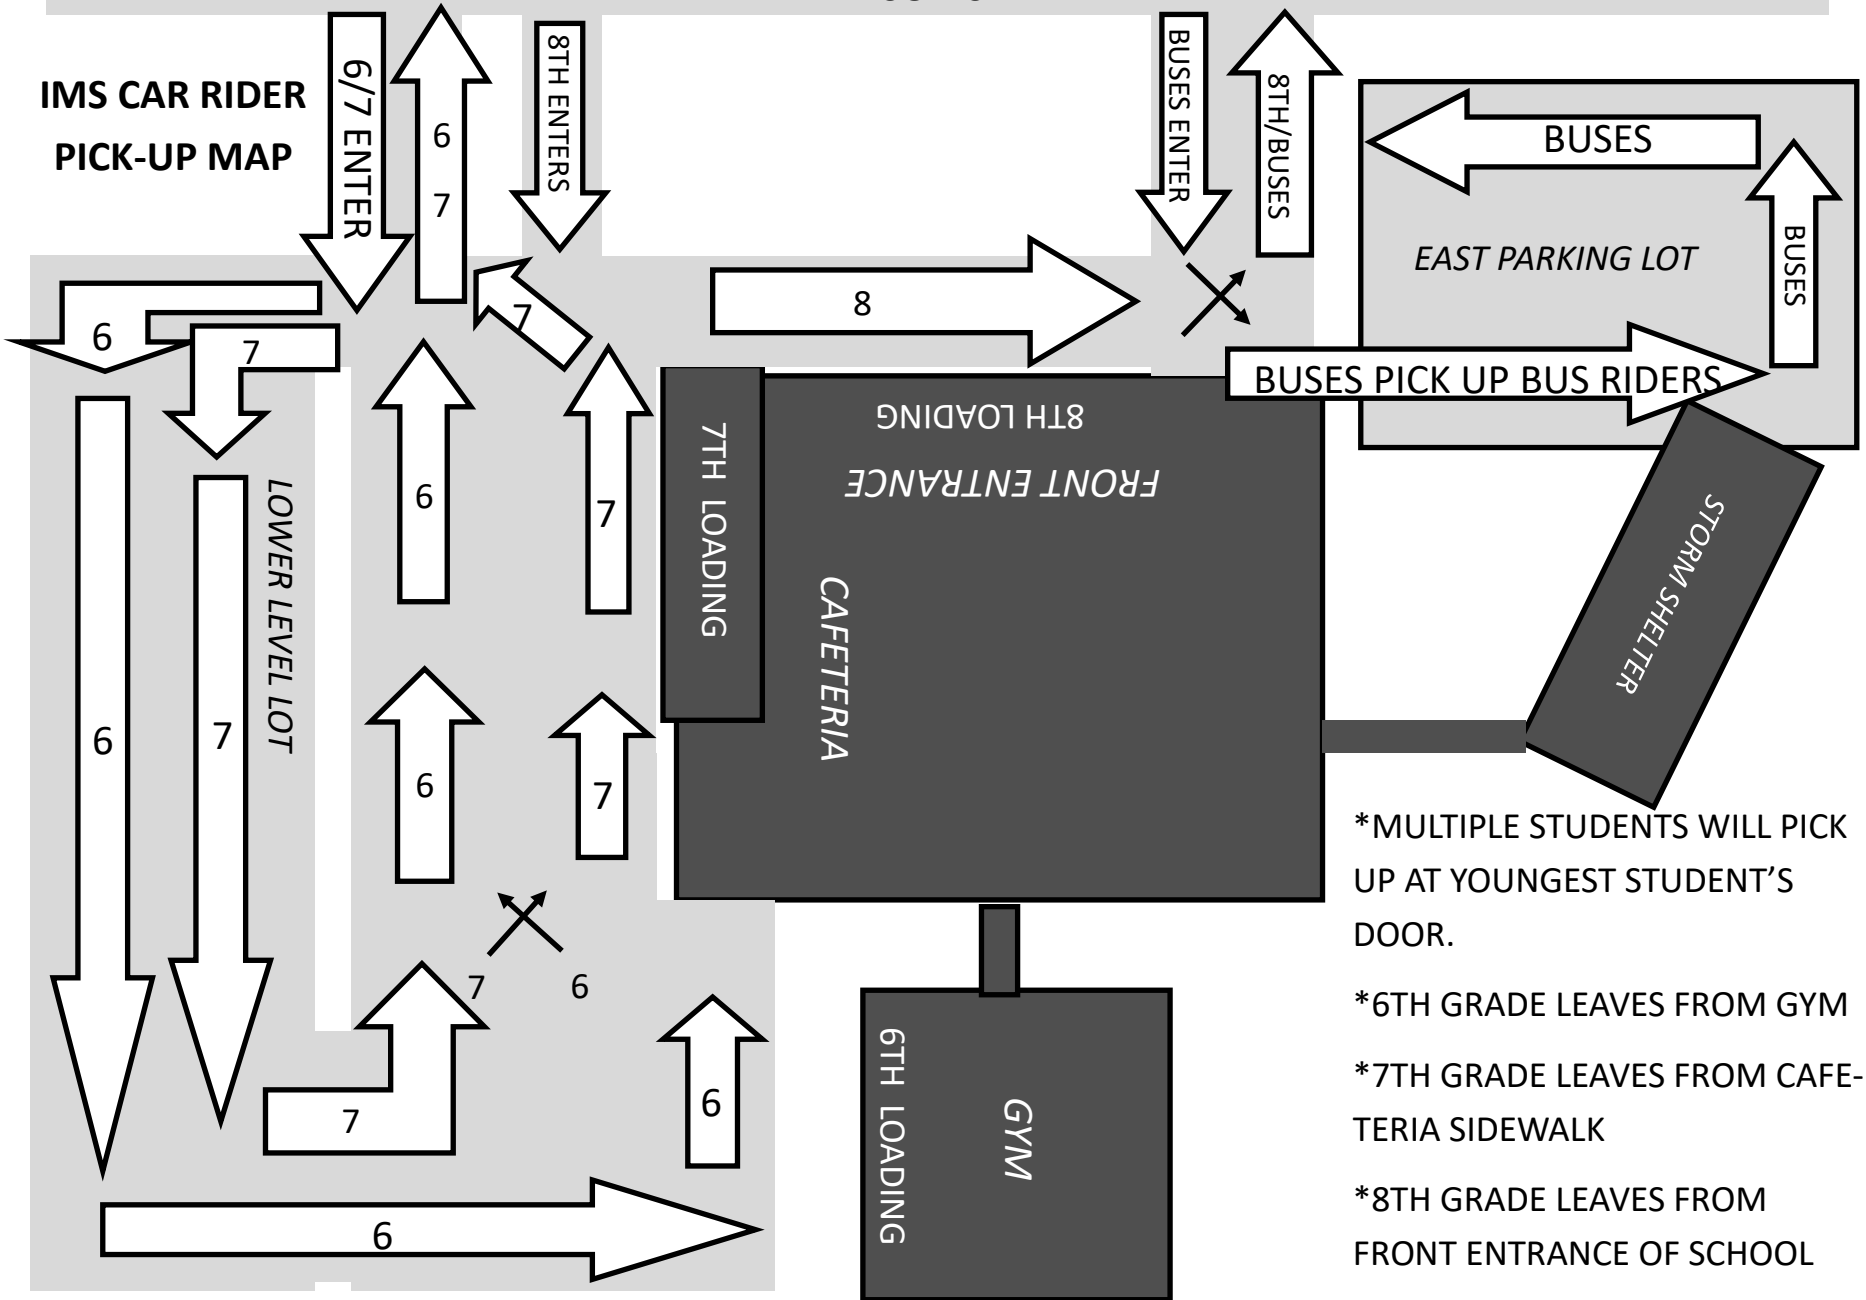 IMS CAR RIDER
PICK-UP MAP
6/7 ENTER
6
7
8TH ENTERS
BUSES ENTER
8TH/BUSES
BUSES
BUSES
EAST PARKING LOT
6
7
7
8
BUSES PICK UP BUS RIDERS
8TH LOADING
FRONT ENTRANCE
7TH LOADING
CAFETERIA
STORM SHELTER
LOWER LEVEL LOT
6
7
6
7
6
7
7
6
7
6
6
6TH LOADING
GYM
*MULTIPLE STUDENTS WILL PICK
UP AT YOUNGEST STUDENT’S
DOOR.
*6TH GRADE LEAVES FROM GYM
*7TH GRADE LEAVES FROM CAFE-
TERIA SIDEWALK
*8TH GRADE LEAVES FROM
FRONT ENTRANCE OF SCHOOL